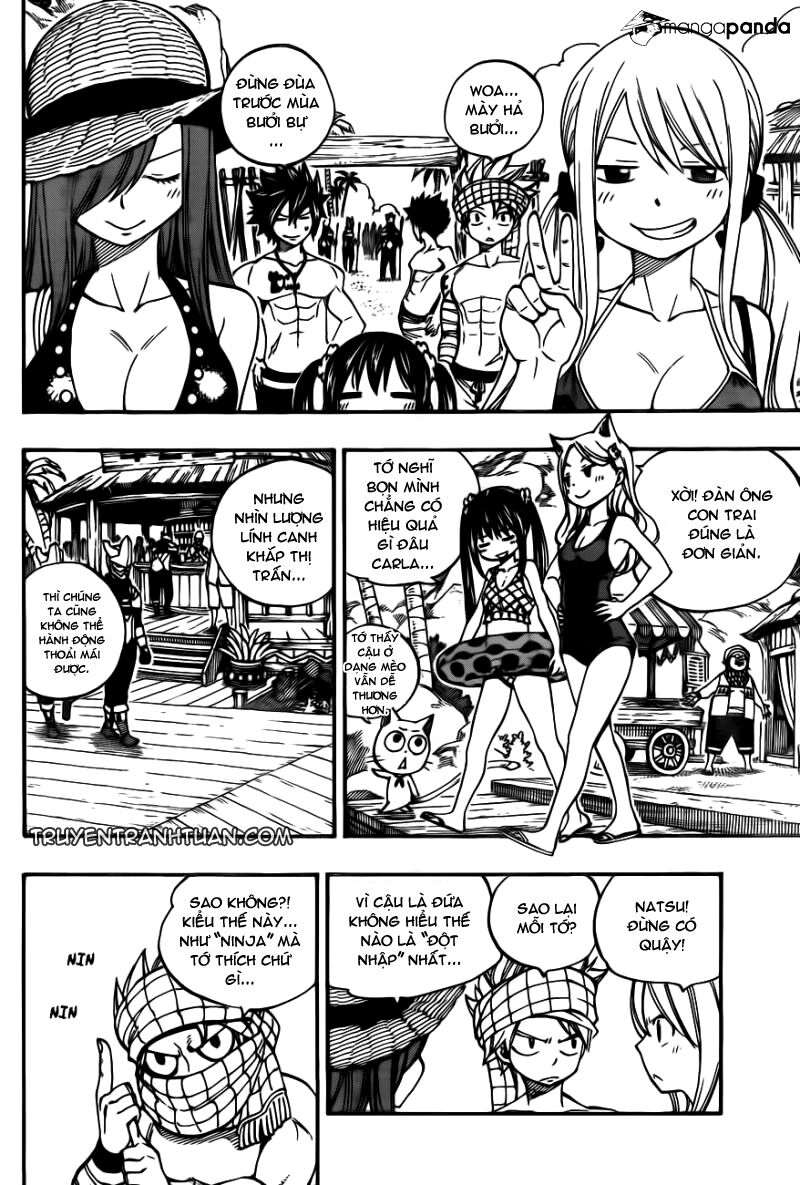 mangapanda
WOA...
MÀY HẢ
BƯỞI...
ĐỪNG ĐÙA
TRƯỚC MÙA
BƯỞI BỰ
...
XỜI! ĐÀN ÔNG
CON TRAI
ĐÚNG LÀ
ĐƠN GIẢN.
TỚ NGHĨ
BỌN MÌNH
CHẲNG CÓ
HIỆU QUẢ
GÌ ĐÂU
CARLA...
TỚ THẤY
CẬU Ở
DẠNG MÈO
VẪN DỄ
THƯƠNG
HƠN.
NHƯNG
NHÌN LƯỢNG
LÍNH CANH
KHẮP THỊ
TRẤN...
THÌ CHÚNG
TA CŨNG
KHÔNG THỂ
HÀNH ĐỘNG
THOẢI MÁI
ĐƯỢC.
TRUYENTRANHTUAN.COM
NATSU!
ĐỪNG CÓ
QUẬY!
SAO LẠI
MỖI TỚ?
VÌ CẬU LÀ ĐỨA
KHÔNG HIỂU THẾ
NÀO LÀ “ĐỘT
NHẬP” NHẤT...
SAO KHÔNG?!
KIỂU THẾ NÀY...
NHƯ “NINJA” MÀ
TỚ THÍCH CHỨ
GÌ...
NIN
NIN